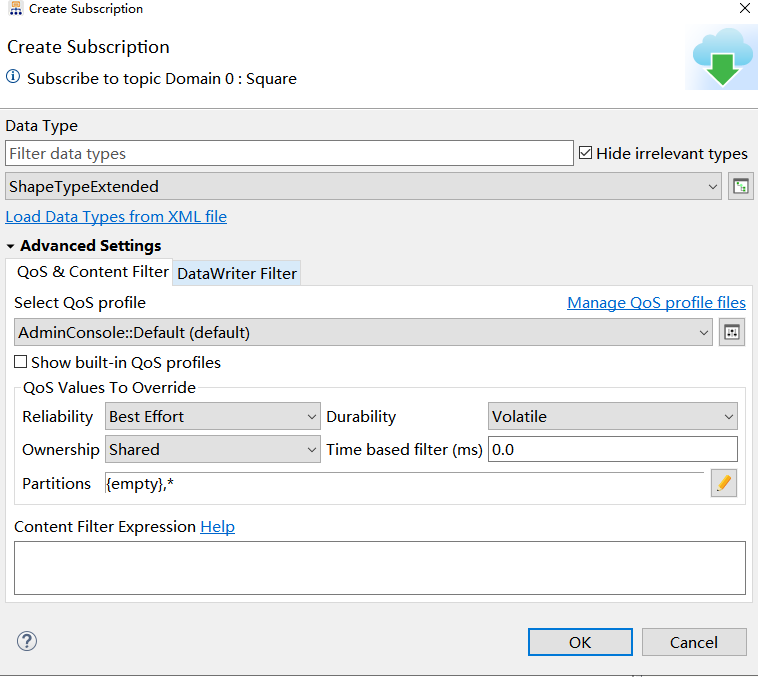 Create Subscription
Create Subscription
Subscribe to topic Domain 0 : Square
Data Type
Filter data types
Hide irrelevant types
ShapeTypeExtended
Load Data Types from XML file
Advanced Settings
QoS & Content Filter DataWriter Filter
Select QoS profile Manage QoS profile files
AdminConsole::Default (default)
Show built-in QoS profiles
QoS Values To Override
Reliability Best Effort Durability Volatile
Ownership Shared Time based filter (ms) 0.0
Partitions {empty},*
Content Filter Expression Help
OK Cancel